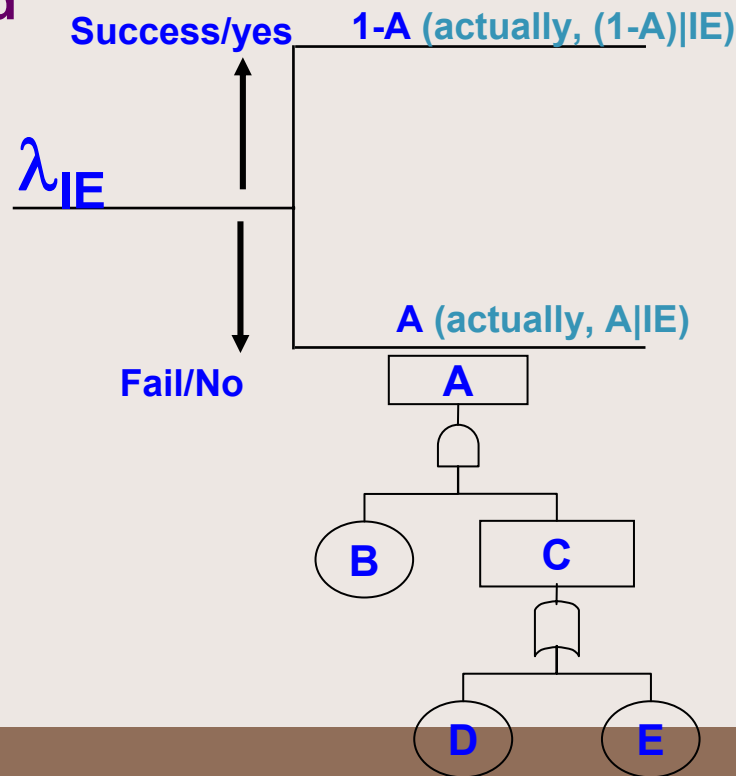 Success/yes
1-A (actually, (1-A)|IE)
λIE
A (actually, A|IE)
Fail/No
A
B
C
D
E